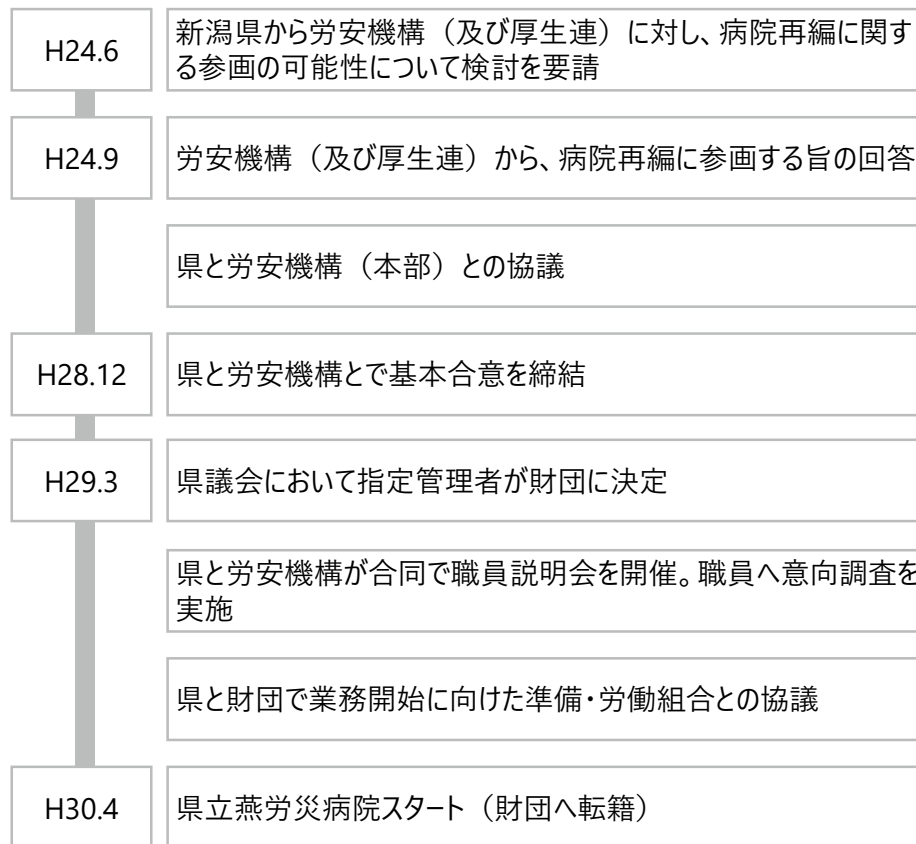 H24.6
新潟県から労安機構（及び厚生連）に対し、病院再編に関す
る参画の可能性について検討を要請
H24.9
労安機構（及び厚生連）から、病院再編に参画する旨の回答
県と労安機構（本部）との協議
H28.12
県と労安機構とで基本合意を締結
H29.3
県議会において指定管理者が財団に決定
県と労安機構が合同で職員説明会を開催。職員へ意向調査を
実施
県と財団で業務開始に向けた準備・労働組合との協議
H30.4
県立燕労災病院スタート（財団へ転籍）